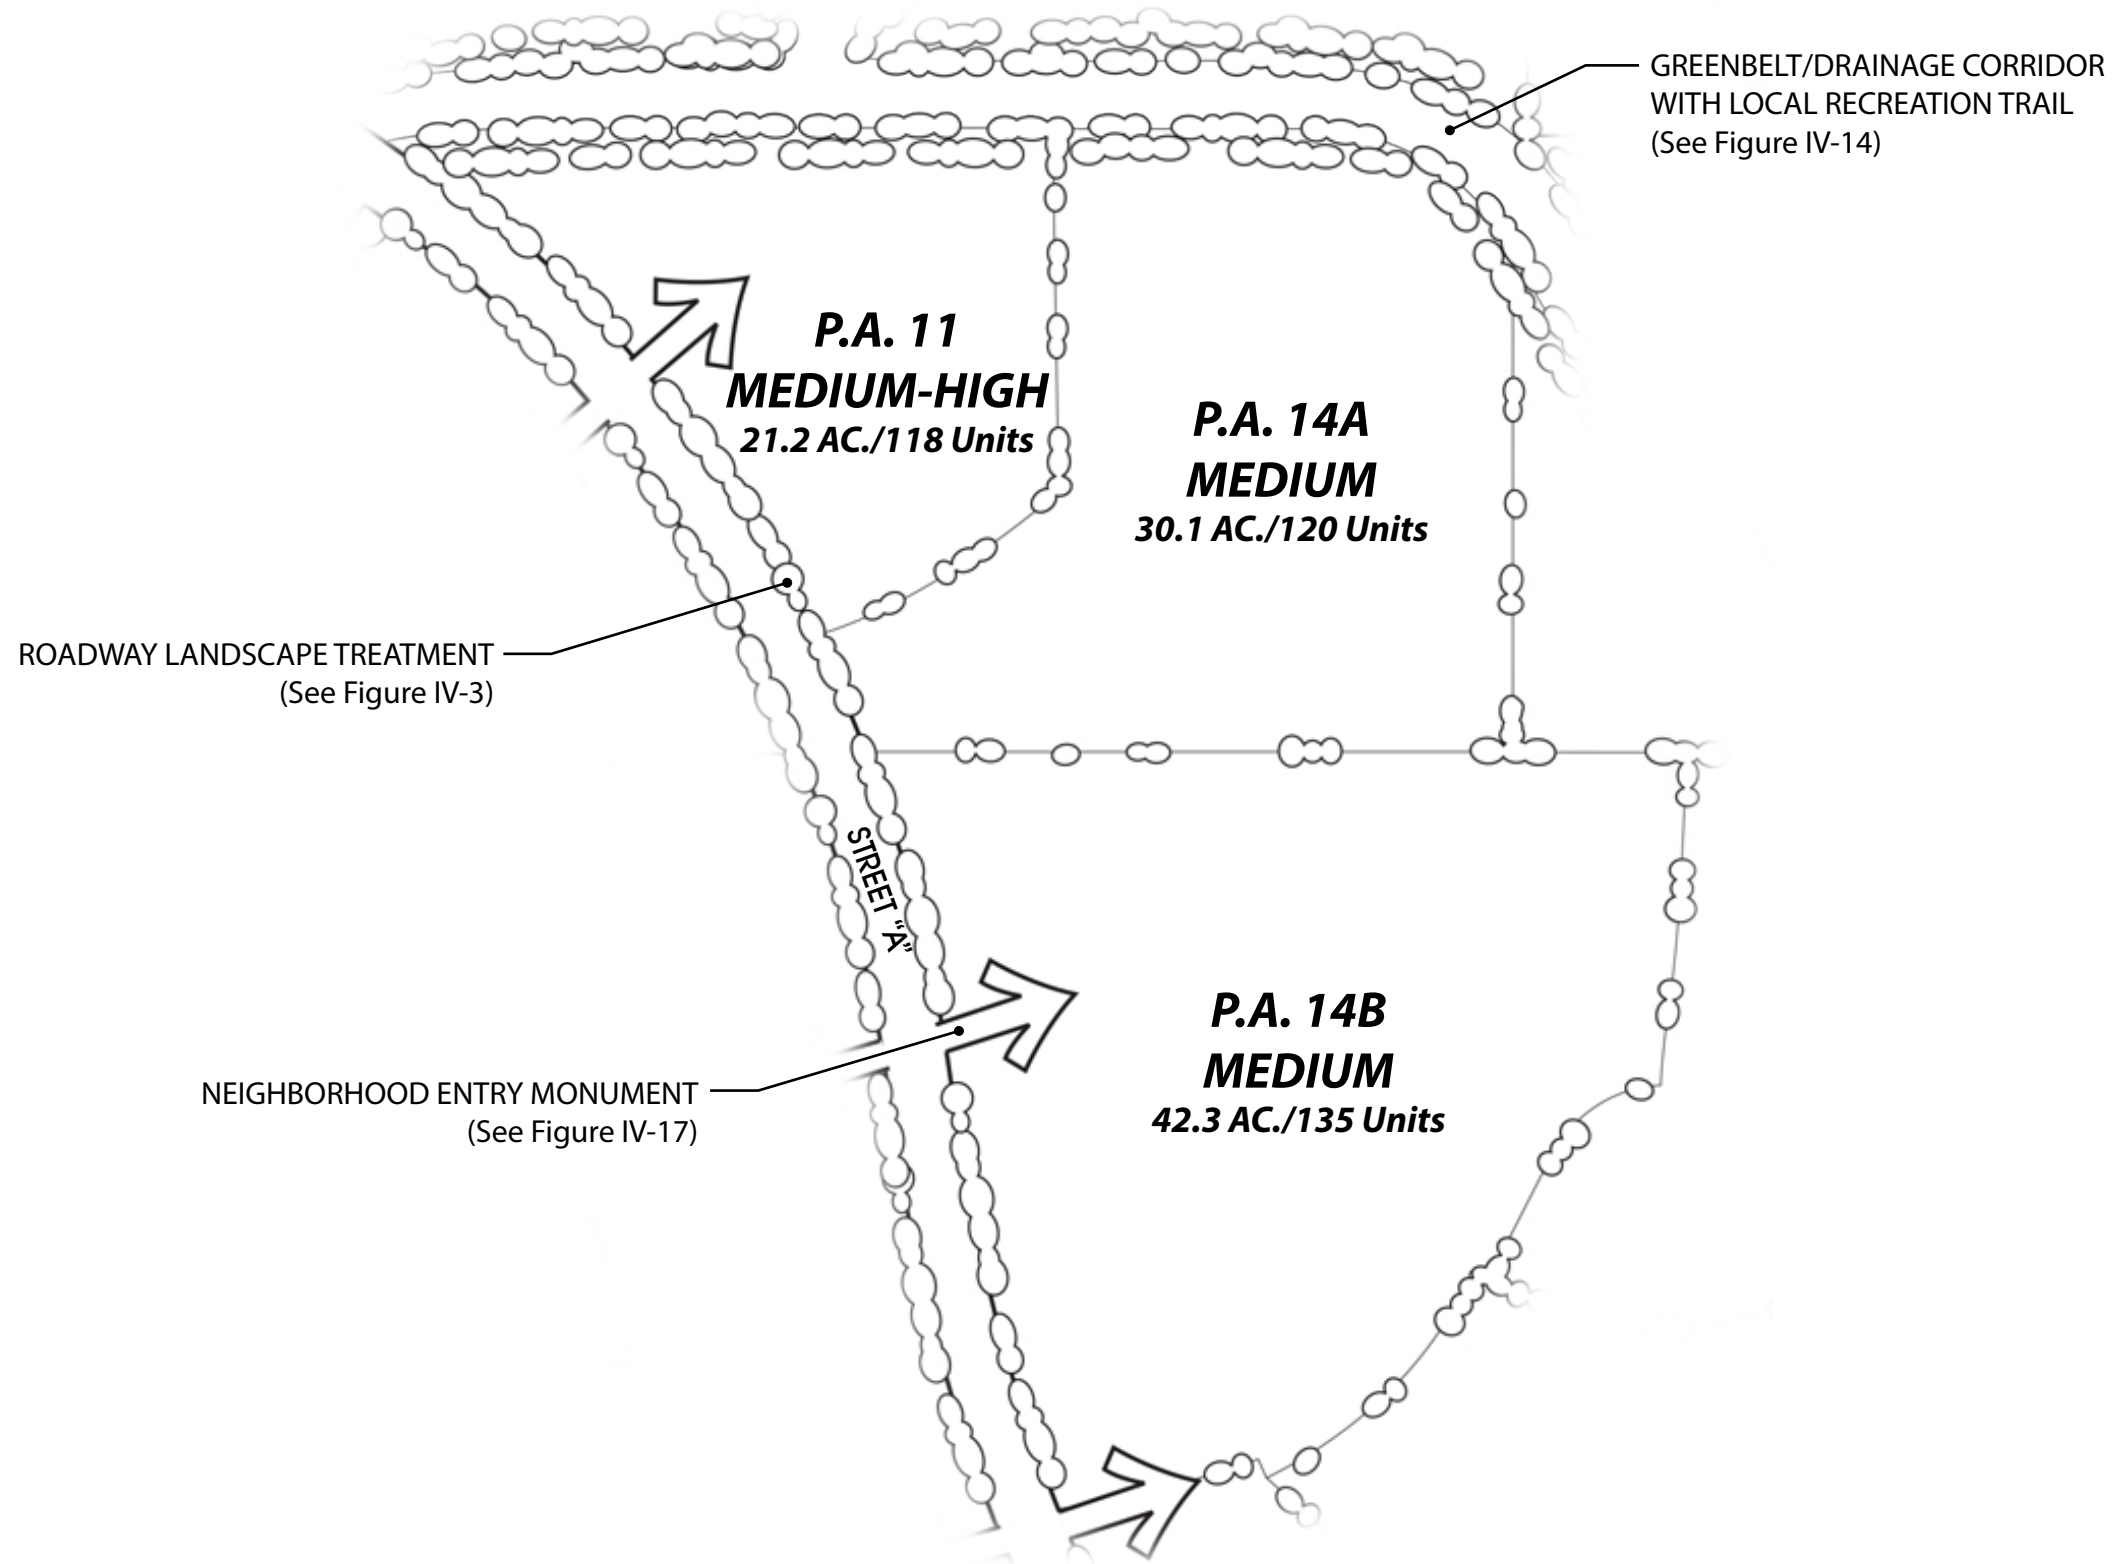 GREENBELT/DRAINAGE CORRIDOR
WITH LOCAL RECREATION TRAIL
(See Figure IV-14)
P.A. 11
MEDIUM-HIGH
21.2 AC./118 Units
P.A. 14A
MEDIUM
30.1 AC./120 Units
ROADWAY LANDSCAPE TREATMENT
(See Figure IV-3)
STREET “A”
P.A. 14B
MEDIUM
42.3 AC./135 Units
NEIGHBORHOOD ENTRY MONUMENT
(See Figure IV-17)